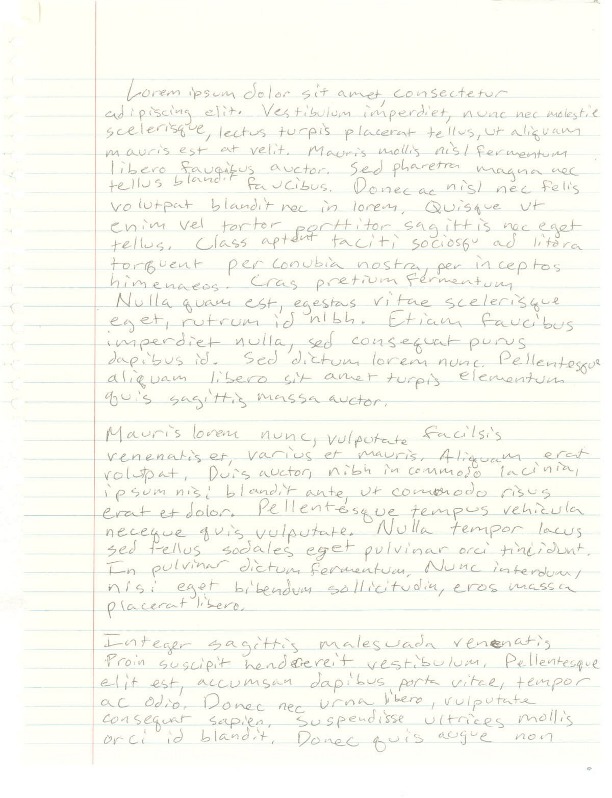 Lorem ipsum dolor sit amet, consectetur
adipiscing elit. Vestibulum imperdiet, nunc nec molestie
scelerisque, lectus turpis placerat tellus, ut aliquam
mauris est at velit. Mauris mollis nisl fermentum
libero faucibus auctor. Sed pharetra magna nec
tellus blandit faucibus. Donec ac nisl nec felis
volutpat blandit nec in lorem. Quisque ut
enim vel tortor porttitor sagittis nec eget
tellus. Class aptent taciti sociosqu ad litora
torquent per conubia nostra, per inceptos
himenaeos. Cras pretium fermentum
Nulla quam est, egestas vitae scelerisque
eget, rutrum id nibh. Etiam faucibus
imperdiet nulla, sed consequat purus
dapibus id. Sed dictum lorem nunc. Pellentesque
aliquam libero sit amet turpis elementum
quis sagittis massa auctor.
Mauris lorem nunc, vulputate facilsis
venenatis et, varius et mauris. Aliquam erat
volutpat. Duis auctor, nibh in commodo lacinia,
ipsum nisi blandit ante, ut commodo risus
erat et dolor. Pellentesque tempus vehicula
neceque quis vulputate. Nulla tempor lacus
sed tellus sodales eget pulvinar orci tincidunt.
In pulvinar dictum fermentum. Nunc interdum,
nisi eget bibendum sollicitudin, eros massa
placerat libero.
Integer sagittis malesuada venenatis
Proin suscipit hendrereit vestibulum. Pellentesque
elit est, accumsan dapibus porta vitae, tempor
ac odio. Donec nec urna libero, vulputate
consequat sapien. Suspendisse ultrices mollis
orci id blandit. Donec quis augue non